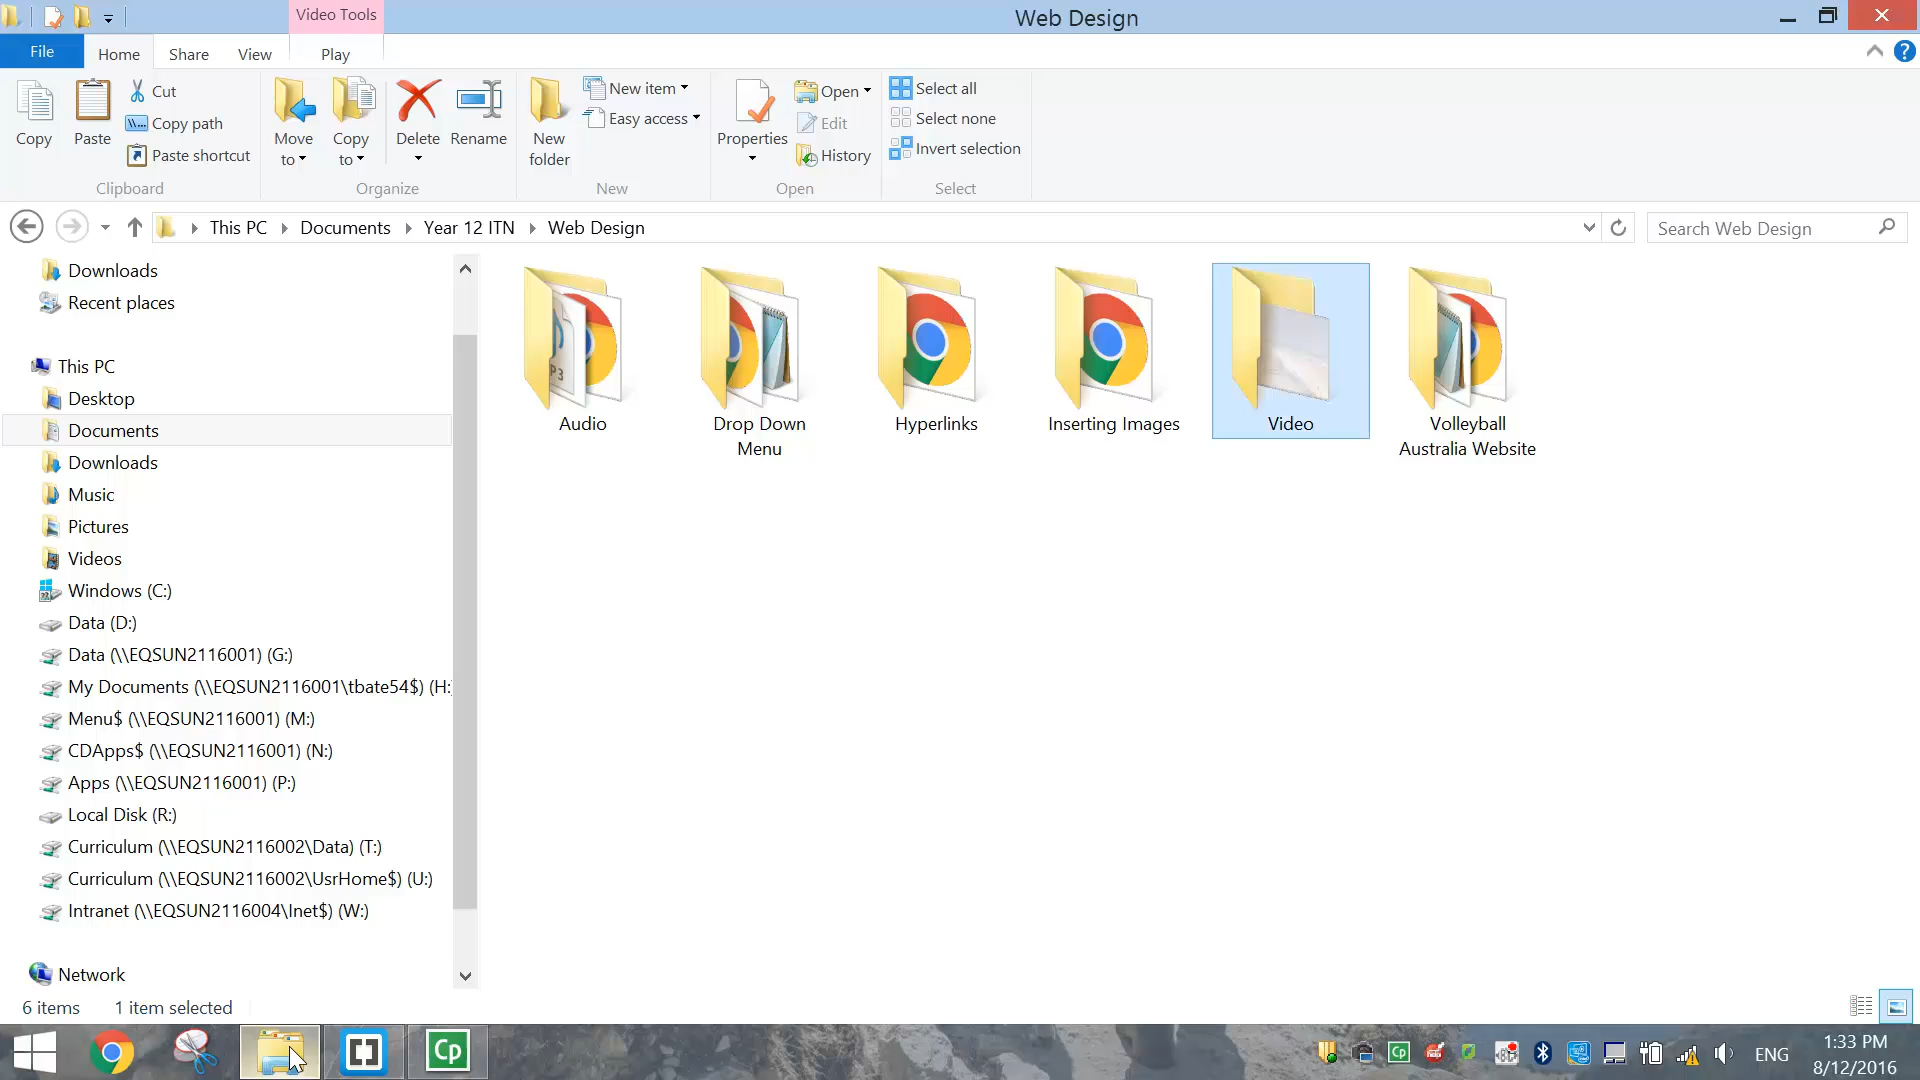 Video Tools
Web Design
File
Home
Share
View
Play
Copy
Paste
Cut
Copy path
Paste shortcut
Clipboard
Move
to
Copy
to
Delete
Rename
Organize
New
folder
New item
Easy access
New
Properties
Open
Edit
History
Open
Select all
Select none
Invert selection
Select
This PC
Documents
Year 12 ITN
Web Design
Search Web Design
Downloads
Recent places
This PC
Desktop
Documents
Downloads
Music
Pictures
Videos
Windows (C:)
Data (D:)
Data (\\EQSUN2116001) (G:)
My Documents (\\EQSUN2116001\tbate54$) (H:
Menu$ (\\EQSUN2116001) (M:)
CDApps$ (\\EQSUN2116001) (N:)
Apps (\\EQSUN2116001) (P:)
Local Disk (R:)
Curriculum (\\EQSUN2116002\Data) (T:)
Curriculum (\\EQSUN2116002\UsrHome$) (U:)
Intranet (\\EQSUN2116004\Inet$) (W:)
Network
Audio
Drop Down
Menu
Hyperlinks
Inserting Images
Video
Volleyball
Australia Website
6 items
1 item selected
Cp
Cp
ENG
1:33 PM
8/12/2016